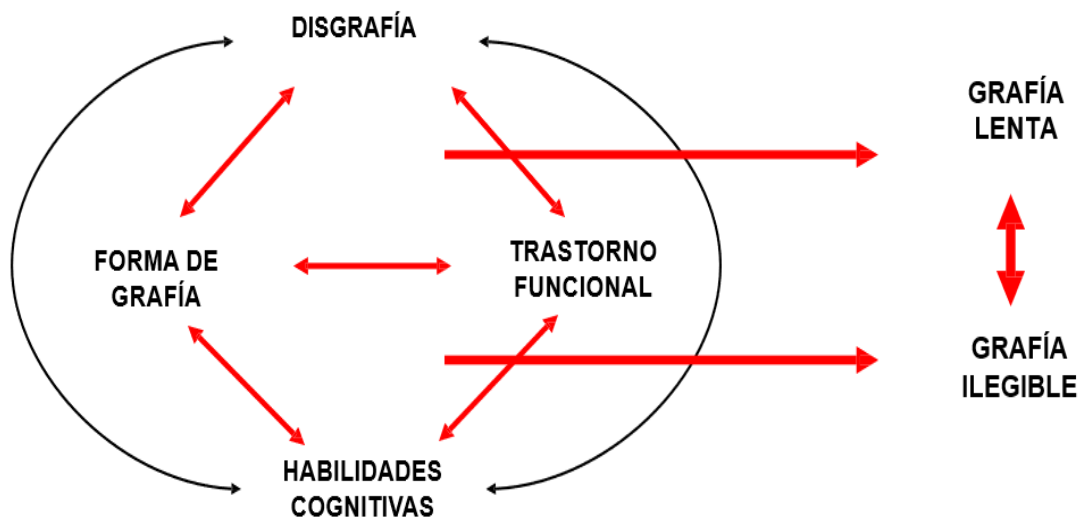 DISGRAFÍA
GRAFÍA
LENTA
FORMA DE
GRAFÍA
TRASTORNO
FUNCIONAL
GRAFÍA
ILEGIBLE
HABILIDADES
COGNITIVAS